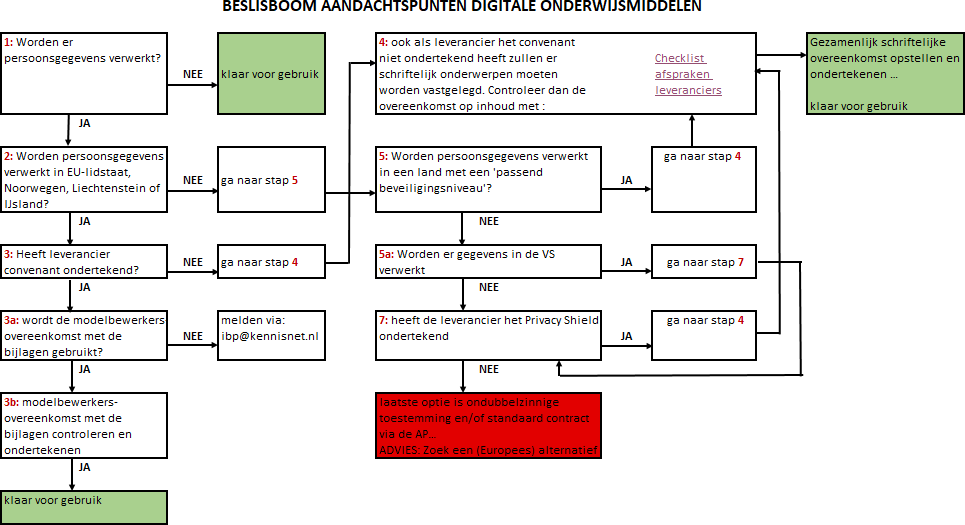 BESLISBOOM AANDACHTSPUNTEN DIGITALE ONDERWIJSMIDDELEN
1: Worden er
persoonsgegevens verwerkt?
NEE
klaar voor gebruik
JA
2: Worden persoonsgegevens
verwerkt in EU-lidstaat,
Noorwegen, Liechtenstein of
IJsland?
NEE
ga naar stap 5
JA
3: Heeft leverancier
convenant ondertekend?
NEE
ga naar stap 4
JA
3a: wordt de modelbewerkers-
overeenkomst met de
bijlagen gebruikt?
NEE
melden via:
ibp@kennisnet.nl
JA
3b: modelbewerkers-
overeenkomst met de
bijlagen controleren en
ondertekenen
JA
klaar voor gebruik
4: ook als leverancier het convenant
niet ondertekend heeft zullen er
schriftelijk onderwerpen moeten
worden vastgelegd. Controleer dan de
overeenkomst op inhoud met :
Checklist
afspraken
leveranciers
Gezamenlijk schriftelijke
overeenkomst opstellen en
ondertekenen ...
klaar voor gebruik
5: Worden persoonsgegevens verwerkt
in een land met een 'passend
beveiligingsniveau'?
JA
ga naar stap 4
NEE
5a: Worden er gegevens in de VS
verwerkt
JA
ga naar stap 7
NEE
7: heeft de leverancier het Privacy Shield
ondertekend
JA
ga naar stap 4
NEE
laatste optie is ondubbelzinnige
toestemming en/of standaard contract
via de AP...
ADVIES: Zoek een (Europees) alternatief